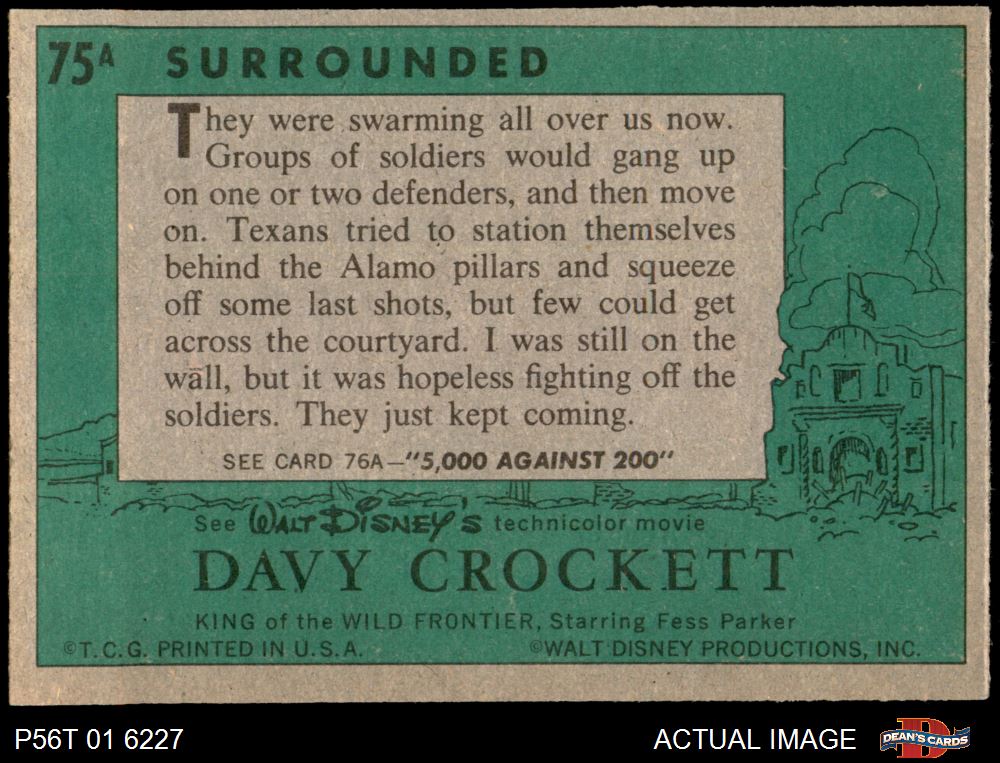 75A SURROUNDED
They were swarming all over us now.
Groups of soldiers would gang up
on one or two defenders, and then move
on. Texans tried to station themselves
behind the Alamo pillars and squeeze
off some last shots, but few could get
across the courtyard. I was still on the
wall, but it was hopeless fighting off the
soldiers. They just kept coming.
SEE CARD 76A—"5,000 AGAINST 200"
See WALT DISNEY'S technicolor movie
DAVY CROCKETT
KING of the WILD FRONTIER, Starring Fess Parker
©T.C.G. PRINTED IN U.S.A. ©WALT DISNEY PRODUCTIONS, INC.
P56T 01 6227 ACTUAL IMAGE D DEAN'S CARDS